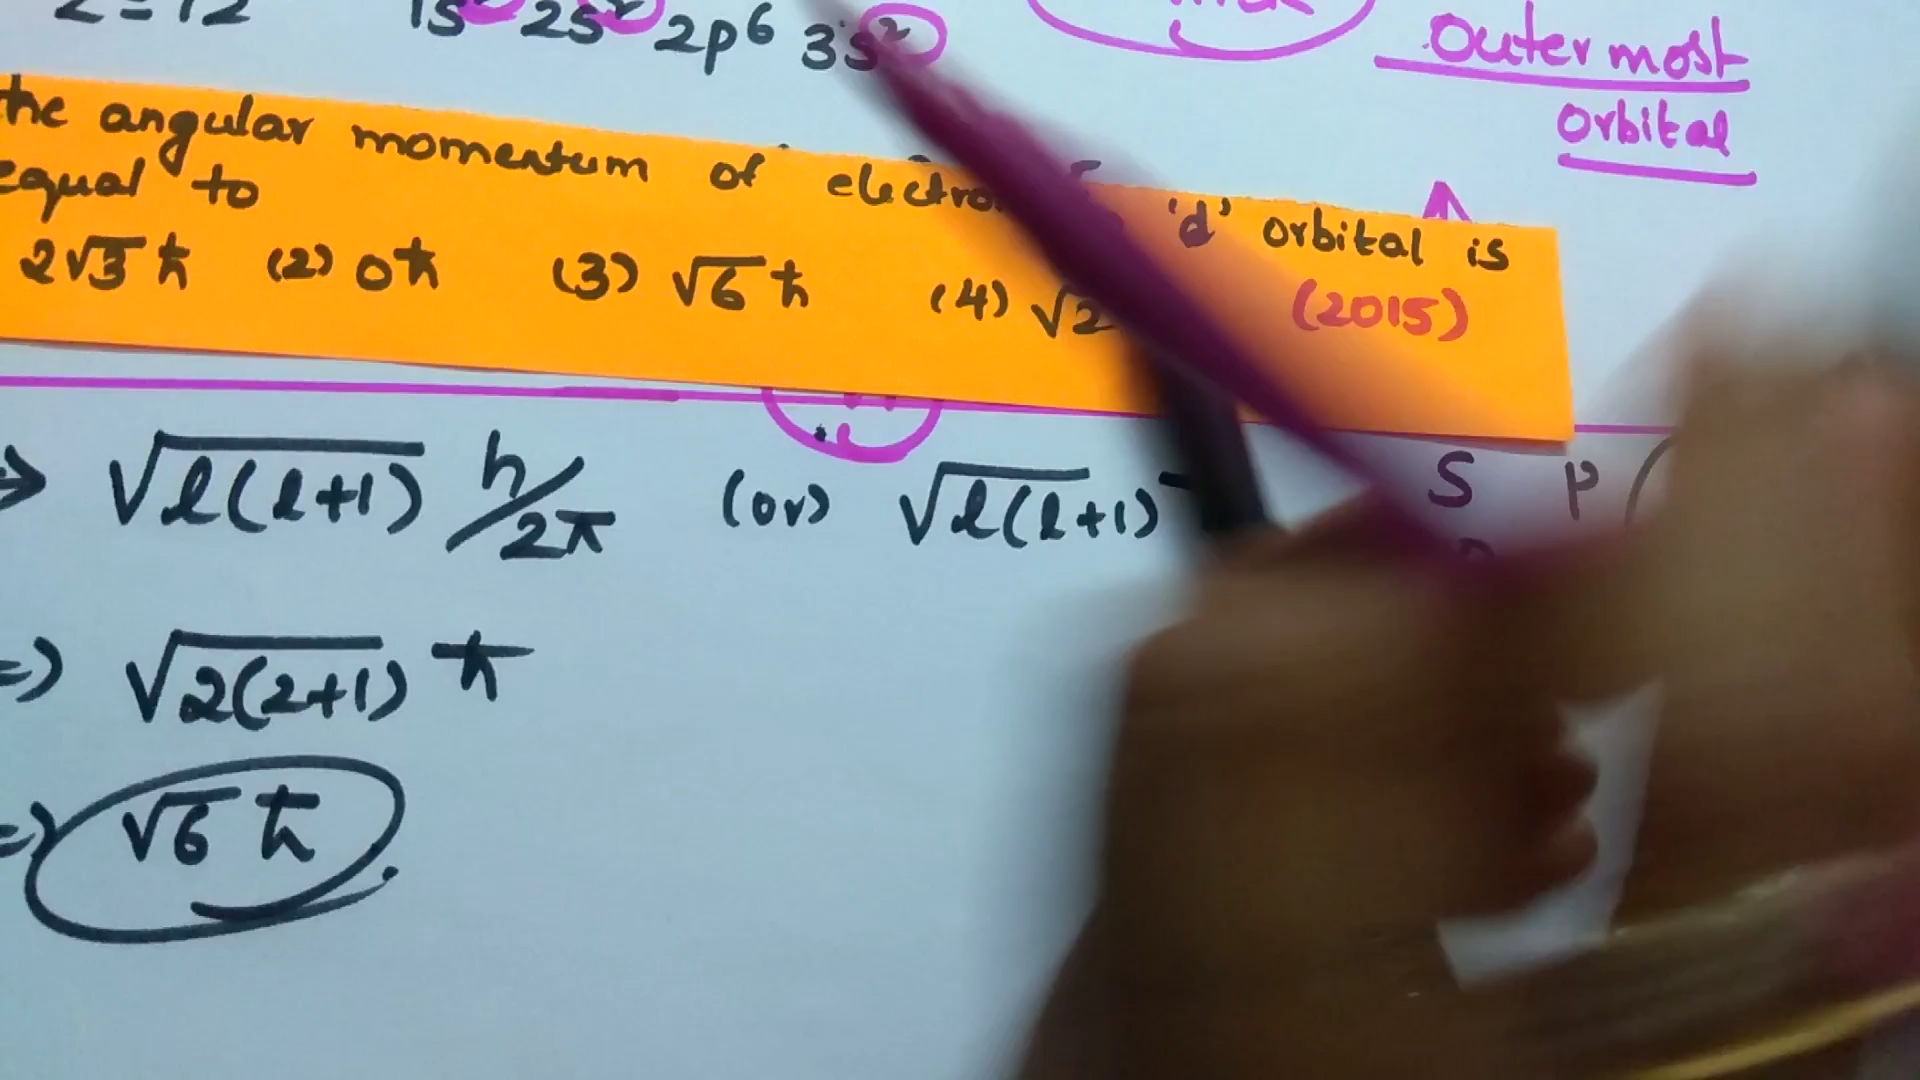 Z=12 1s² 2s² 2p⁶ 3s²
Outermost
orbital
the angular momentum of electron 'd' orbital is
equal to
2√3 ħ (2) 0ħ (3) √6 ħ (4) √2 (2015)
=> √l(l+1) h/2π (or) √l(l+1) S P
=> √2(2+1) ħ
=> √6 ħ